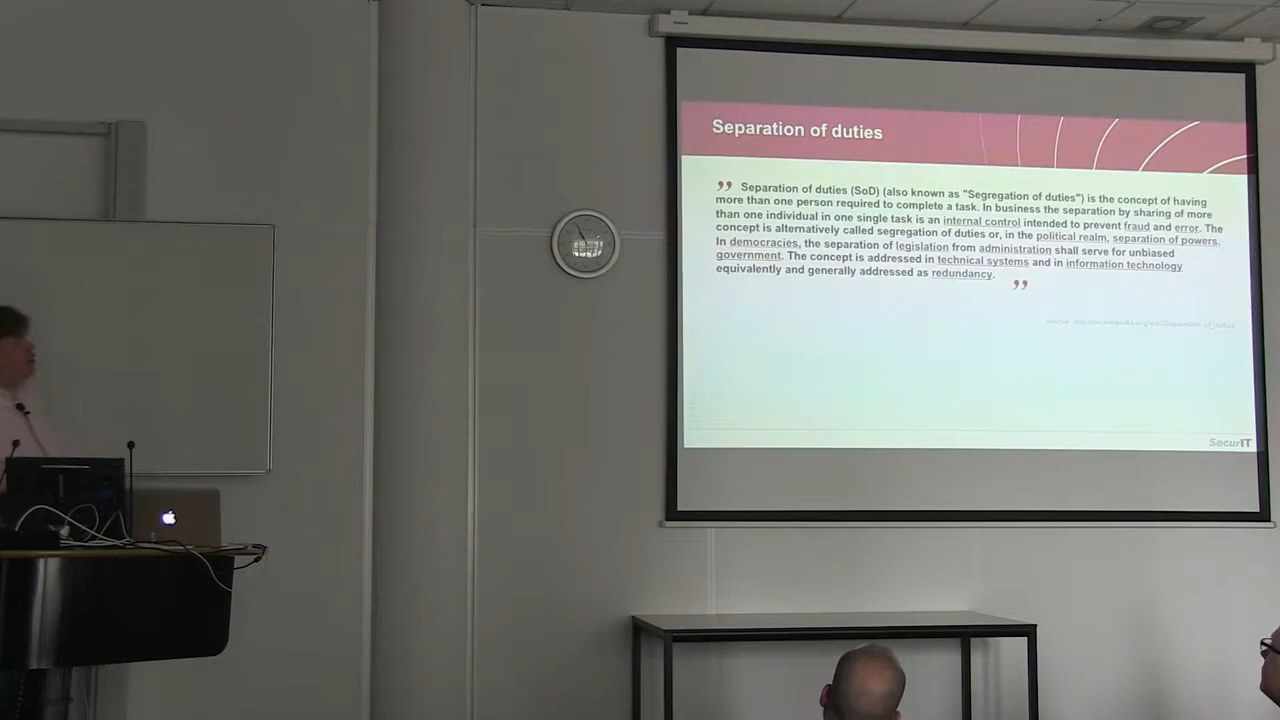 Separation of duties
” Separation of duties (SoD) (also known as "Segregation of duties") is the concept of having
more than one person required to complete a task. In business the separation by sharing of more
than one individual in one single task is an internal control intended to prevent fraud and error. The
concept is alternatively called segregation of duties or, in the political realm, separation of powers.
In democracies, the separation of legislation from administration shall serve for unbiased
government. The concept is addressed in technical systems and in information technology
equivalently and generally addressed as redundancy.
”
SecurIT